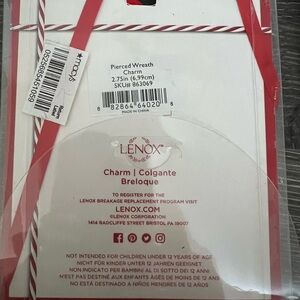 Pierced Wreath
Charm
2.75in (6.99cm)
SKU# 863069
8 82864 64020 8
MADE IN CHINA
macys
LENOX
Charm | Colgante
Breloque
TO REGISTER FOR THE
LENOX BREAKAGE REPLACEMENT PROGRAM VISIT
LENOX.COM
©LENOX CORPORATION
1414 RADCLIFFE STREET BRISTOL PA 19007
NOT INTENDED FOR CHILDREN UNDER 12 YEARS OF AGE
NICHT FÜR KINDER UNTER 12 JAHREN GEEIGNET
NON INDICATO PER BAMBINI AL DI SOTTO DEI 12 ANNI
N'EST PAS DESTINÉ AUX ENFANTS ÂGÉS DE MOINS DE 12 ANS
NO ESTÁ DESTINADO A NIÑOS MENORES DE 12 AÑOS